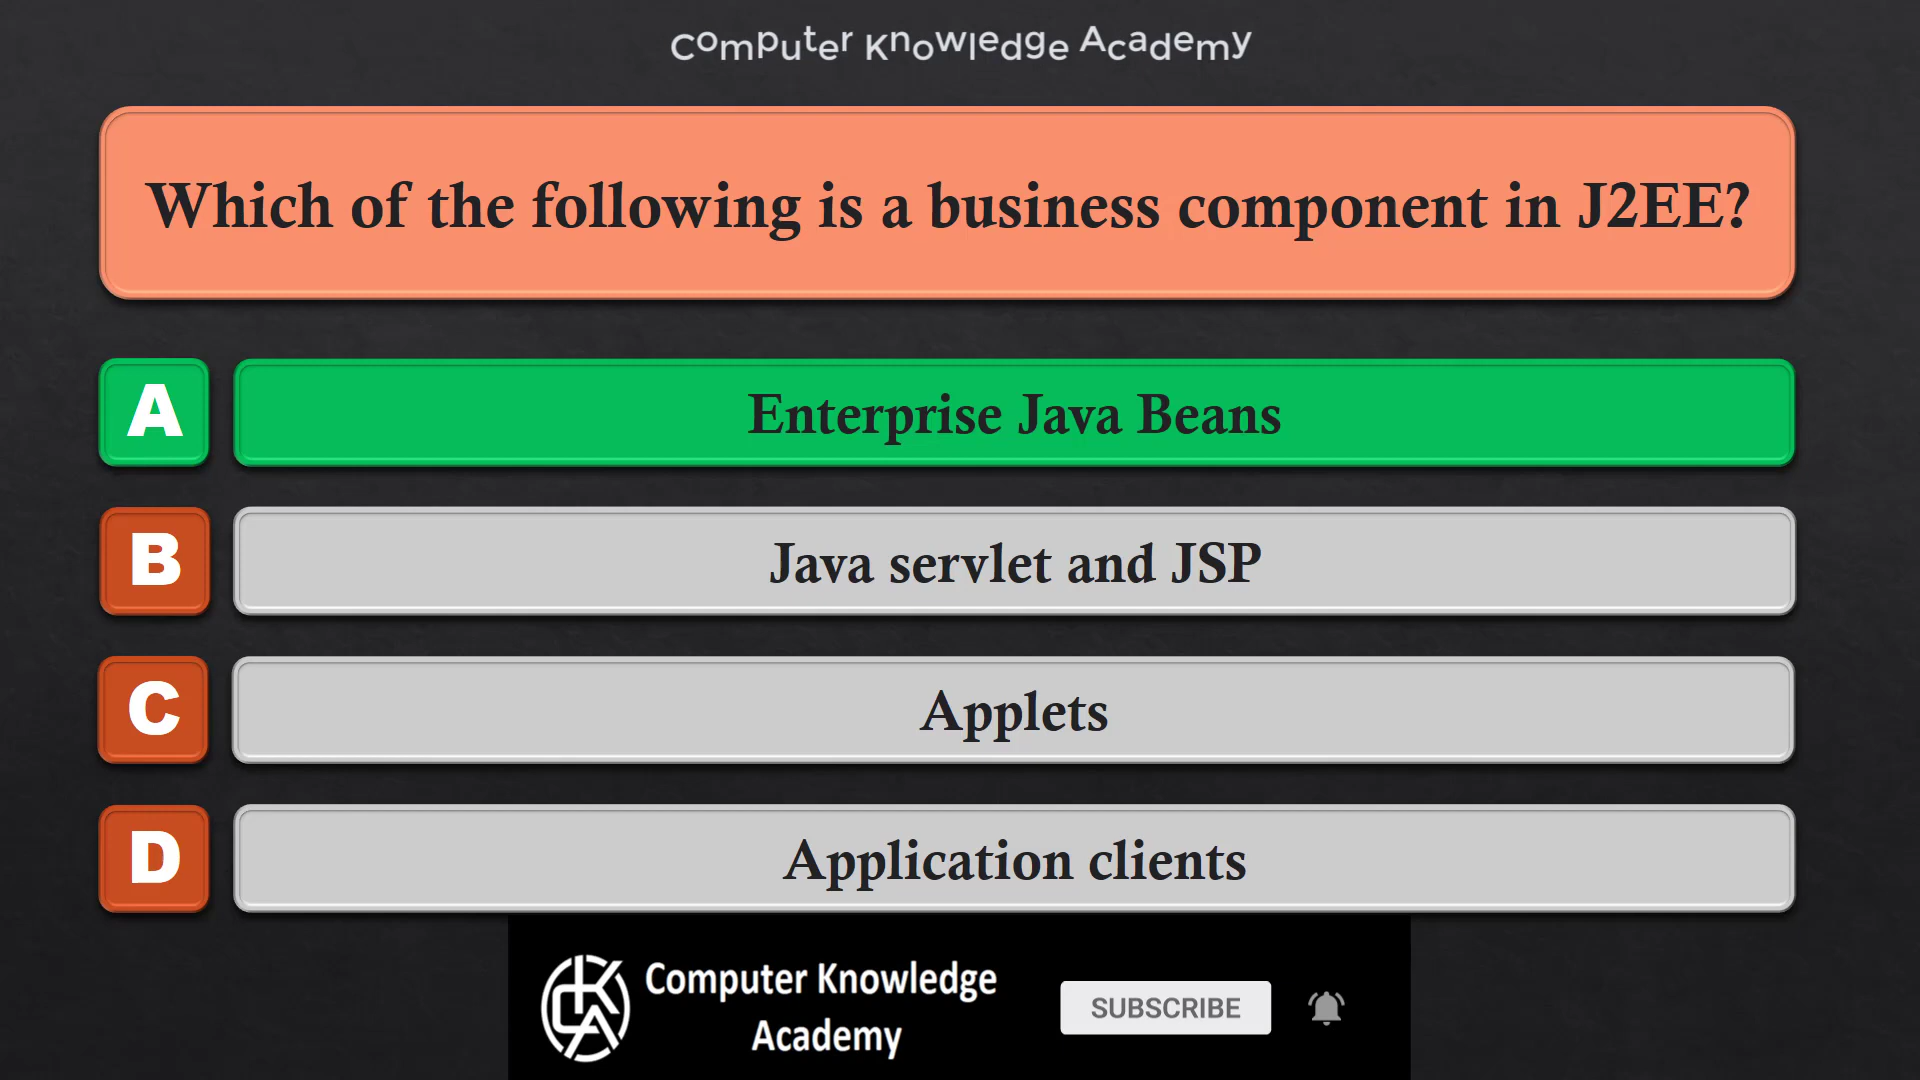 Computer Knowledge Academy
Which of the following is a business component in J2EE?
A
Enterprise Java Beans
B
Java servlet and JSP
C
Applets
D
Application clients
CKA
Computer Knowledge
Academy
SUBSCRIBE